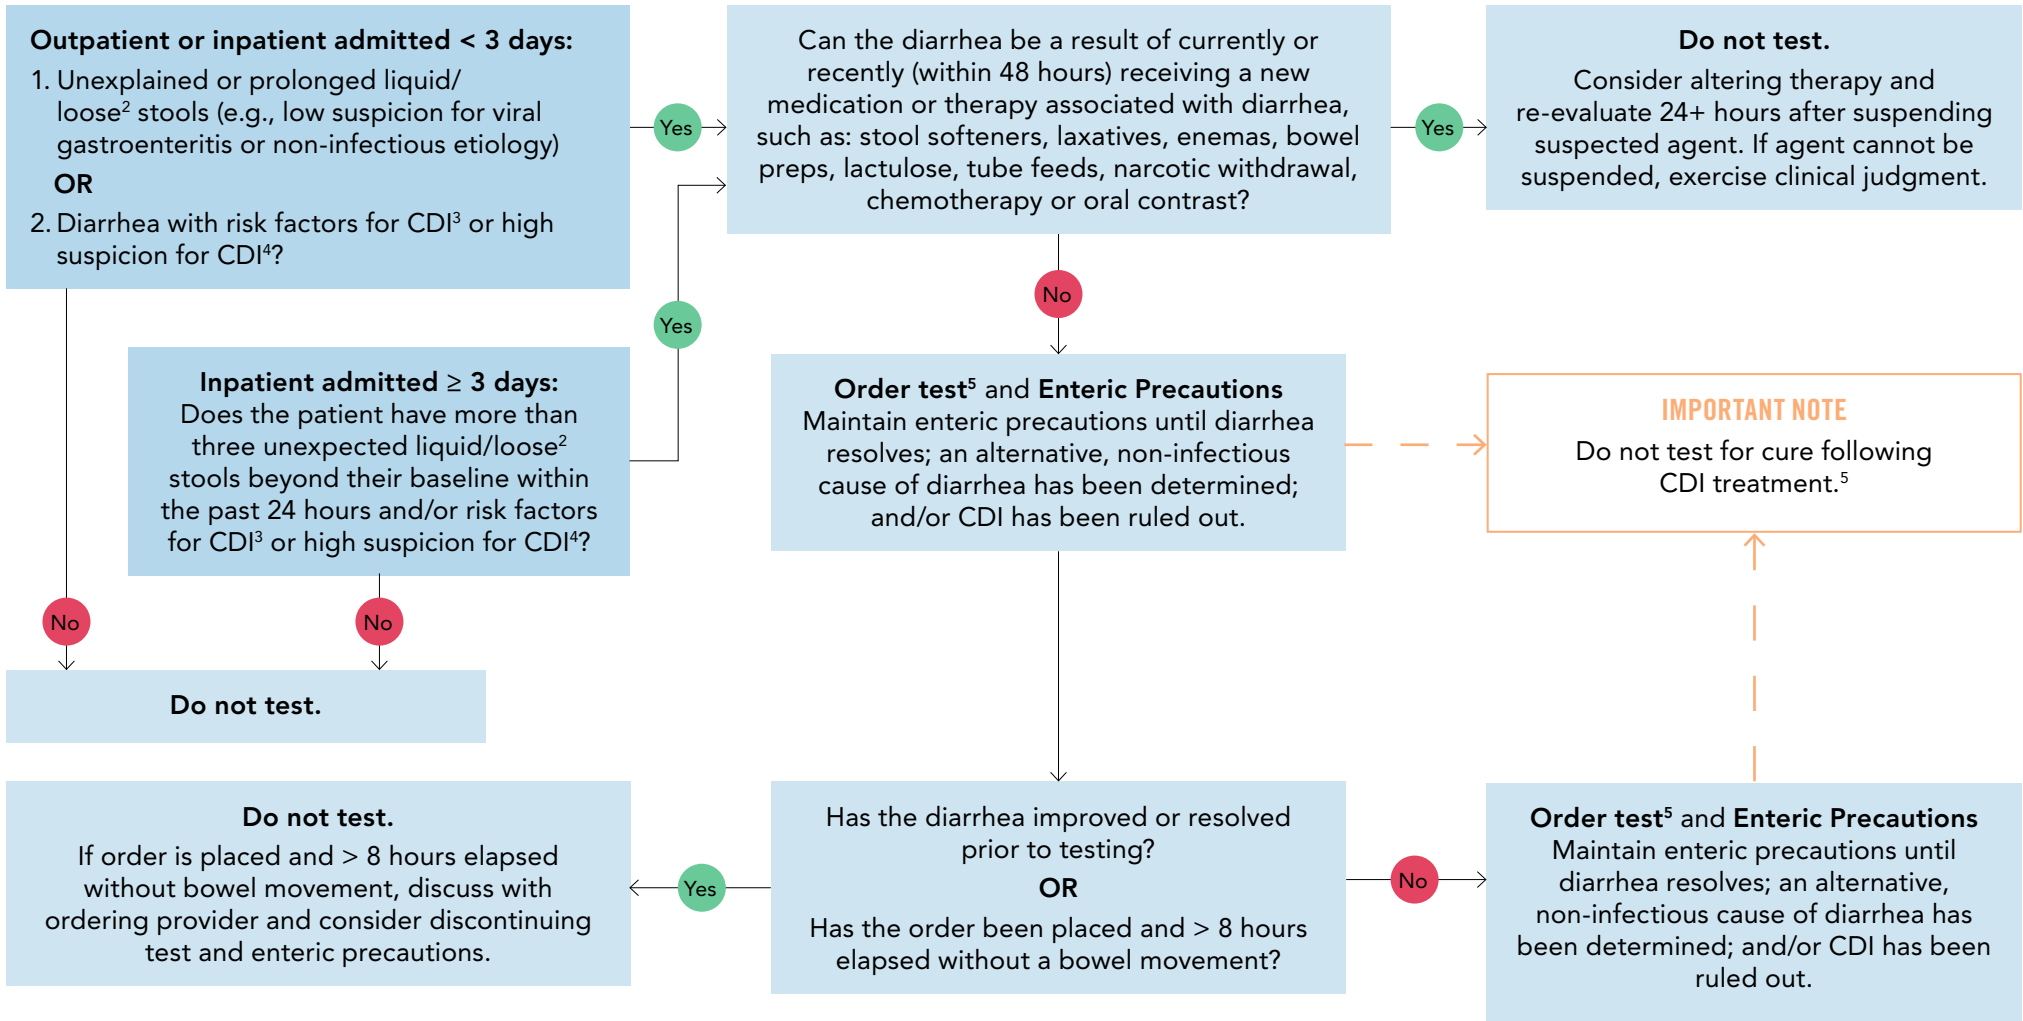 Outpatient or inpatient admitted < 3 days:
1. Unexplained or prolonged liquid/
loose² stools (e.g., low suspicion for viral
gastroenteritis or non-infectious etiology)
OR
2. Diarrhea with risk factors for CDI³ or high
suspicion for CDI⁴?
Yes
Can the diarrhea be a result of currently or
recently (within 48 hours) receiving a new
medication or therapy associated with diarrhea,
such as: stool softeners, laxatives, enemas, bowel
preps, lactulose, tube feeds, narcotic withdrawal,
chemotherapy or oral contrast?
Yes
Do not test.
Consider altering therapy and
re-evaluate 24+ hours after suspending
suspected agent. If agent cannot be
suspended, exercise clinical judgment.
No
Yes
Inpatient admitted ≥ 3 days:
Does the patient have more than
three unexpected liquid/loose²
stools beyond their baseline within
the past 24 hours and/or risk factors
for CDI³ or high suspicion for CDI⁴?
Order test⁵ and Enteric Precautions
Maintain enteric precautions until diarrhea
resolves; an alternative, non-infectious
cause of diarrhea has been determined;
and/or CDI has been ruled out.
IMPORTANT NOTE
Do not test for cure following
CDI treatment.⁵
No
No
Do not test.
Do not test.
If order is placed and > 8 hours elapsed
without bowel movement, discuss with
ordering provider and consider discontinuing
test and enteric precautions.
Yes
Has the diarrhea improved or resolved
prior to testing?
OR
Has the order been placed and > 8 hours
elapsed without a bowel movement?
No
Order test⁵ and Enteric Precautions
Maintain enteric precautions until
diarrhea resolves; an alternative,
non-infectious cause of diarrhea has
been determined; and/or CDI has been
ruled out.